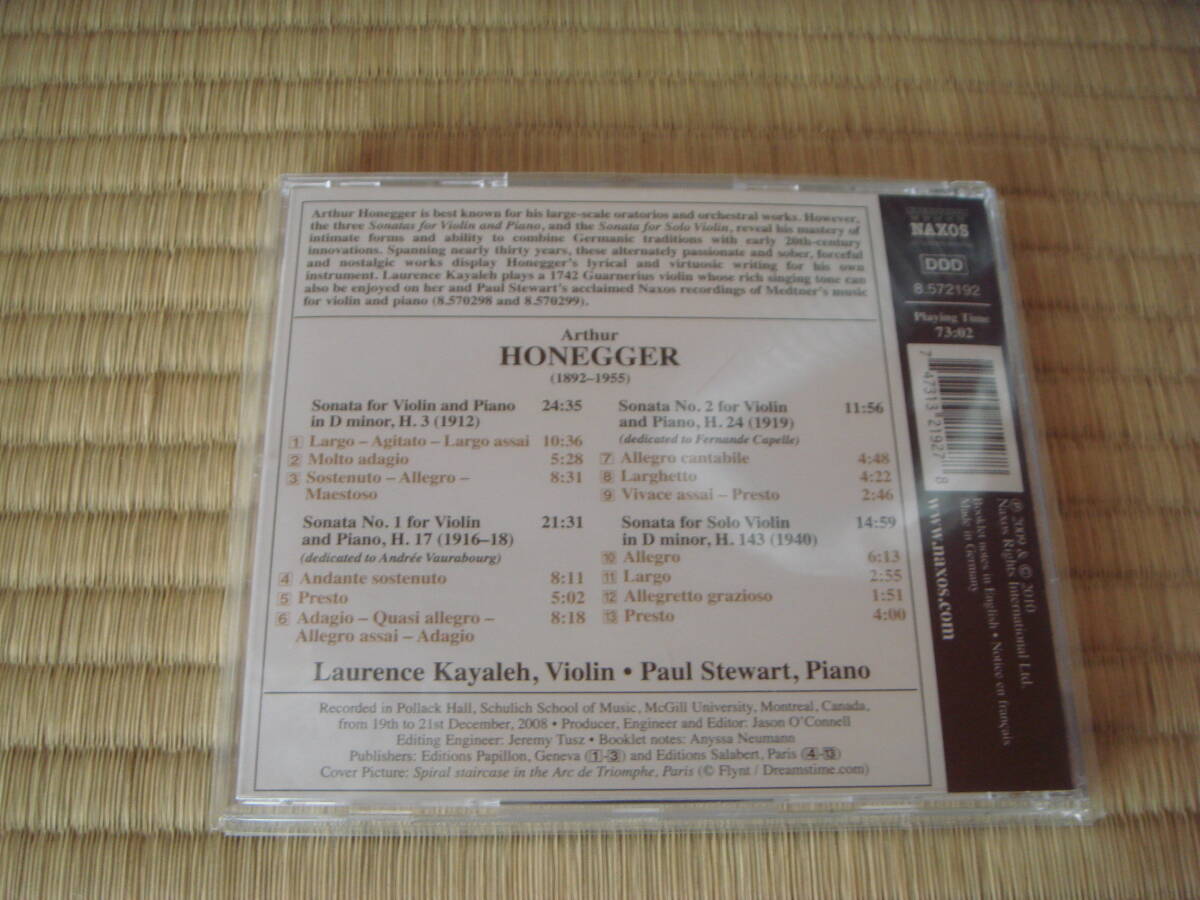 Arthur Honegger is best known for his large-scale oratorios and orchestral works. However,
the three Sonatas for Violin and Piano, and the Sonata for Solo Violin, reveal his mastery of
intimate forms and ability to combine Germanic traditions with early 20th-century
innovations. Spanning nearly thirty years, these alternately passionate and sober, forceful
and nostalgic works display Honegger's lyrical and virtuosic writing for his own
instrument. Laurence Kayaleh plays a 1742 Guarnerius violin whose rich singing tone can
also be enjoyed on her and Paul Stewart's acclaimed Naxos recordings of Medtner's music
for violin and piano (8.570298 and 8.570299).
Arthur
HONEGGER
(1892–1955)
Sonata for Violin and Piano 24:35
in D minor, H. 3 (1912)
1 Largo – Agitato – Largo assai 10:36
2 Molto adagio 5:28
3 Sostenuto – Allegro – 8:31
Maestoso
Sonata No. 1 for Violin 21:31
and Piano, H. 17 (1916–18)
(dedicated to Andrée Vaurabourg)
4 Andante sostenuto 8:11
5 Presto 5:02
6 Adagio – Quasi allegro – 8:18
Allegro assai – Adagio
Sonata No. 2 for Violin 11:56
and Piano, H. 24 (1919)
(dedicated to Fernande Capelle)
7 Allegro cantabile 4:48
8 Larghetto 4:22
9 Vivace assai – Presto 2:46
Sonata for Solo Violin 14:59
in D minor, H. 143 (1940)
10 Allegro 6:13
11 Largo 2:55
12 Allegretto grazioso 1:51
13 Presto 4:00
Laurence Kayaleh, Violin • Paul Stewart, Piano
Recorded in Pollack Hall, Schulich School of Music, McGill University, Montreal, Canada,
from 19th to 21st December, 2008 • Producer, Engineer and Editor: Jason O'Connell
Editing Engineer: Jeremy Tusz • Booklet notes: Anyssa Neumann
Publishers: Editions Papillon, Geneva (1-3) and Editions Salabert, Paris (4-13)
Cover Picture: Spiral staircase in the Arc de Triomphe, Paris (© Flynt / Dreamstime.com)
NAXOS
DDD
8.572192
Playing Time
73:02
7 47313 21927 8
℗ 2009 & © 2010
Naxos Rights International Ltd.
Booklet notes in English • Notice en français
Made in Germany
www.naxos.com